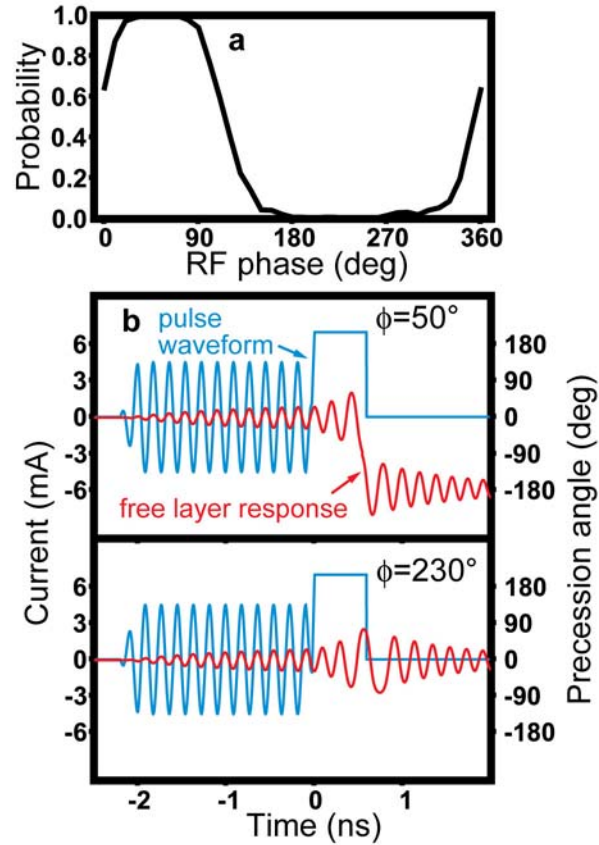 a
Probability
1.0
0.8
0.6
0.4
0.2
0.0
0 90 180 270 360
RF phase (deg)
b
pulse
waveform
ϕ=50°
free layer response
6
3
0
-3
-6
180
90
0
-90
-180
ϕ=230°
6
3
0
-3
-6
180
90
0
-90
-180
Current (mA)
Precession angle (deg)
-2 -1 0 1
Time (ns)